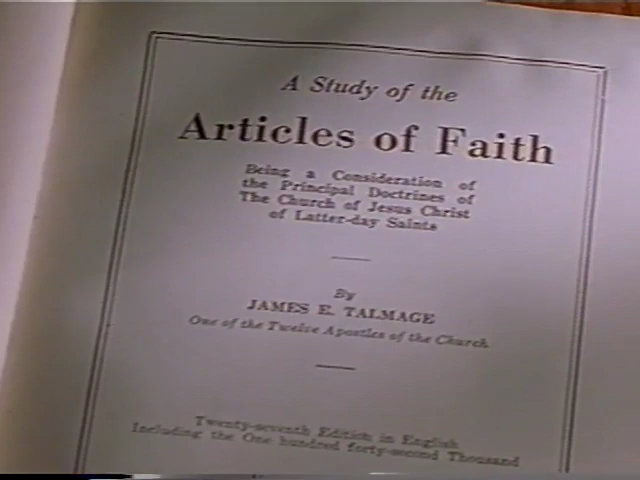 A Study of the
Articles of Faith
Being a Consideration of
the Principal Doctrines of
The Church of Jesus Christ
of Latter-day Saints
By
JAMES E. TALMAGE
One of the Twelve Apostles of the Church
Twenty-seventh Edition in English
Including the One hundred forty-second Thousand